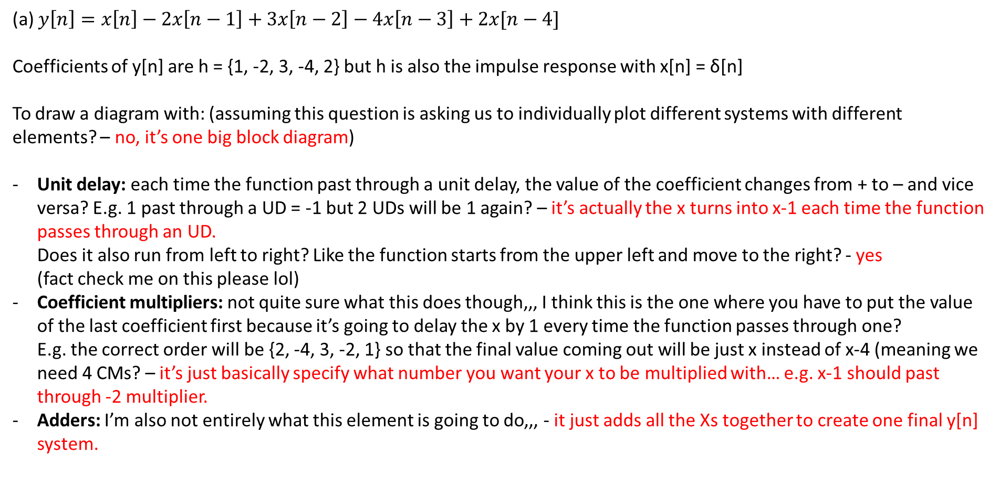 (a) y[n] = x[n] − 2x[n − 1] + 3x[n − 2] − 4x[n − 3] + 2x[n − 4]
Coefficients of y[n] are h = {1, -2, 3, -4, 2} but h is also the impulse response with x[n] = δ[n]
To draw a diagram with: (assuming this question is asking us to individually plot different systems with different
elements? – no, it’s one big block diagram)
- Unit delay: each time the function past through a unit delay, the value of the coefficient changes from + to – and vice
versa? E.g. 1 past through a UD = -1 but 2 UDs will be 1 again? – it’s actually the x turns into x-1 each time the function
passes through an UD.
Does it also run from left to right? Like the function starts from the upper left and move to the right? - yes
(fact check me on this please lol)
- Coefficient multipliers: not quite sure what this does though,,, I think this is the one where you have to put the value
of the last coefficient first because it’s going to delay the x by 1 every time the function passes through one?
E.g. the correct order will be {2, -4, 3, -2, 1} so that the final value coming out will be just x instead of x-4 (meaning we
need 4 CMs? – it’s just basically specify what number you want your x to be multiplied with… e.g. x-1 should past
through -2 multiplier.
- Adders: I’m also not entirely what this element is going to do,,, - it just adds all the Xs together to create one final y[n]
system.